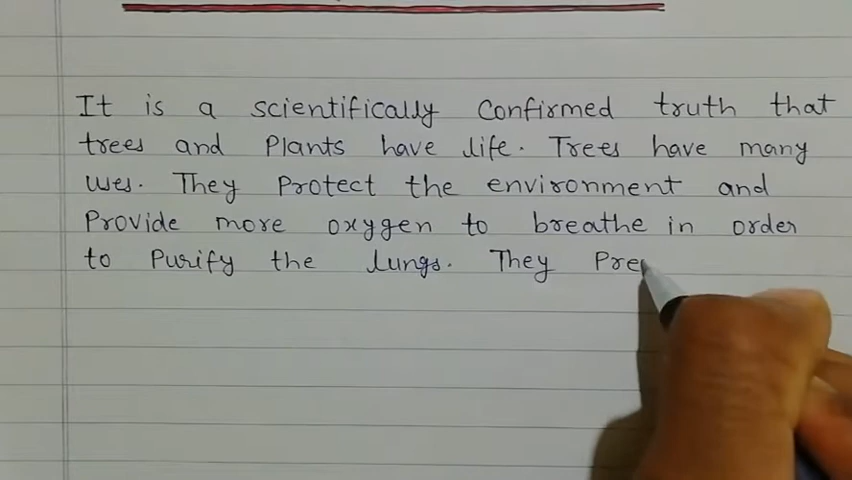 It is a scientifically confirmed truth that
trees and Plants have life. Trees have many
uses. They Protect the environment and
Provide more oxygen to breathe in order
to Purify the lungs. They Pre